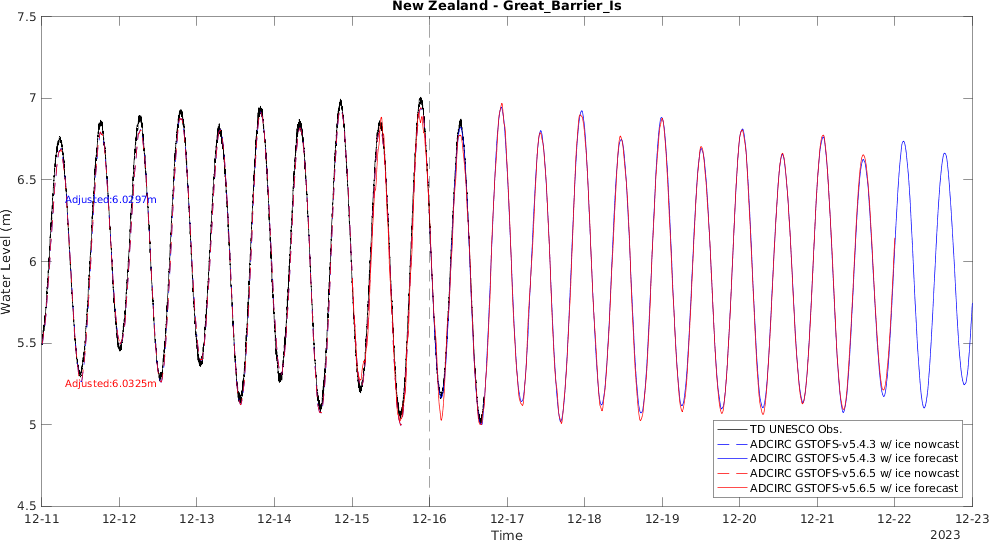 New Zealand - Great_Barrier_Is
7.5
7
6.5
6
5.5
5
4.5
Water Level (m)
Adjusted:6.0297m
Adjusted:6.0325m
TD UNESCO Obs.
ADCIRC GSTOFS-v5.4.3 w/ ice nowcast
ADCIRC GSTOFS-v5.4.3 w/ ice forecast
ADCIRC GSTOFS-v5.6.5 w/ ice nowcast
ADCIRC GSTOFS-v5.6.5 w/ ice forecast
12-11 12-12 12-13 12-14 12-15 12-16 12-17 12-18 12-19 12-20 12-21 12-22 12-23
Time
2023